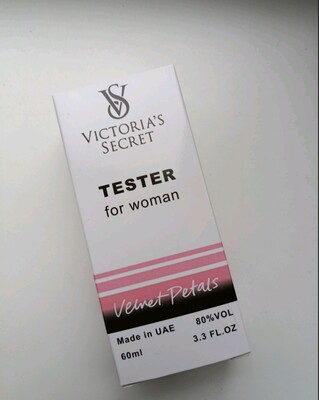 VS
VICTORIA'S
SECRET
TESTER
for woman
Velvet Petals
Made in UAE 80%VOL
60ml 3.3 FL.OZ